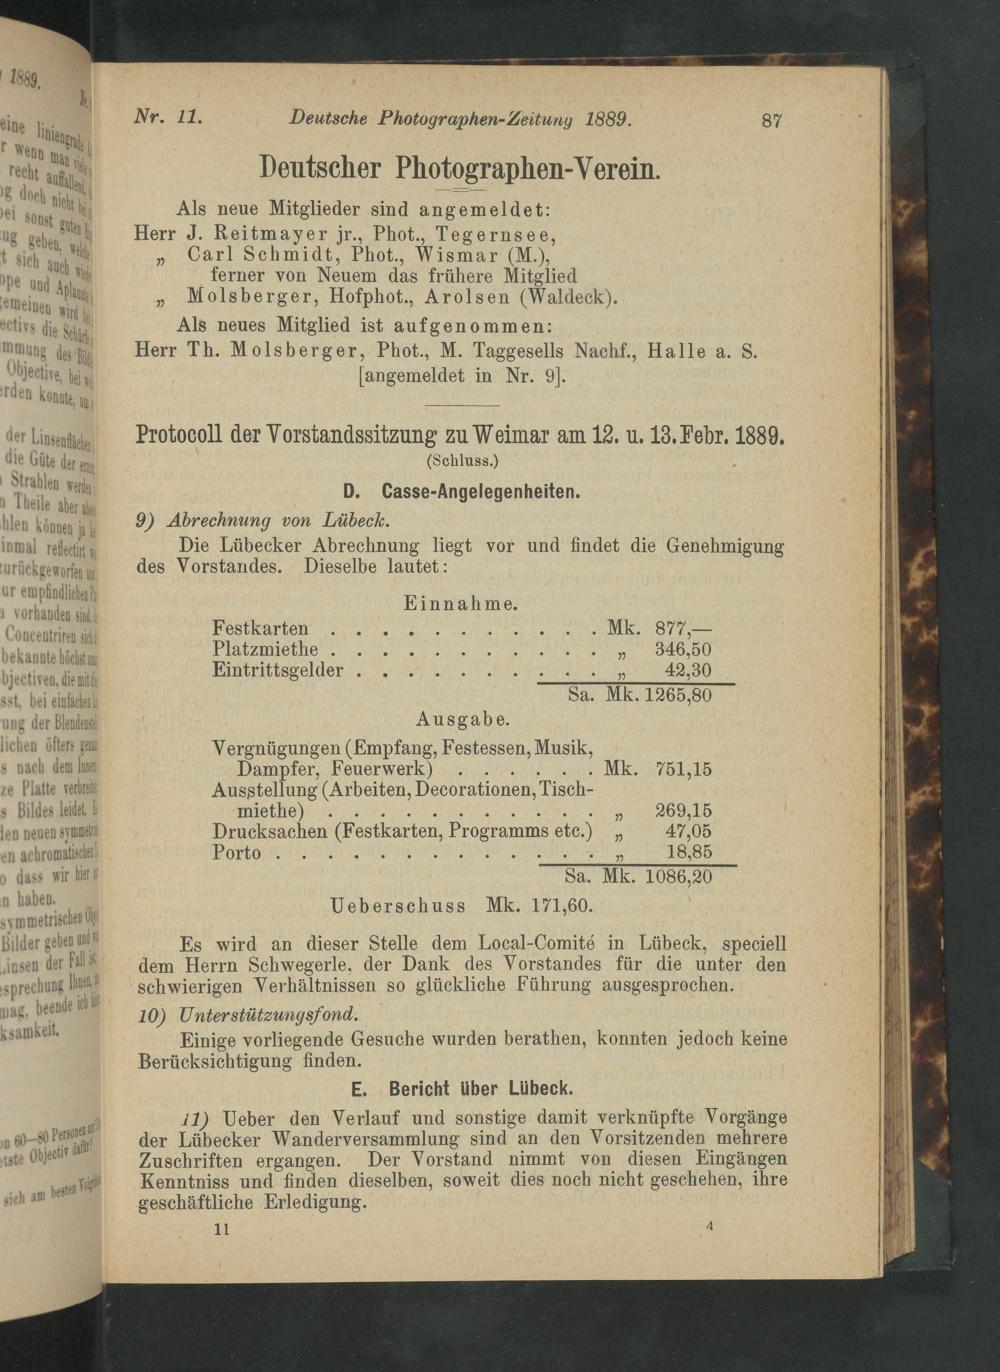 Nr. 11. Deutsche Photographen-Zeitung 1889. 87
Deutscher Photographen-Verein.
Als neue Mitglieder sind angemeldet:
Herr J. Reitmayer jr., Phot., Tegernsee,
„ Carl Schmidt, Phot., Wismar (M.),
ferner von Neuem das frühere Mitglied
„ Molsberger, Hofphot., Arolsen (Waldeck).
Als neues Mitglied ist aufgenommen:
Herr Th. Molsberger, Phot., M. Taggesells Nachf., Halle a. S.
[angemeldet in Nr. 9].
Protocoll der Vorstandssitzung zu Weimar am 12. u. 13. Febr. 1889.
(Schluss.)
D. Casse-Angelegenheiten.
9) Abrechnung von Lübeck.
Die Lübecker Abrechnung liegt vor und findet die Genehmigung
des Vorstandes. Dieselbe lautet:
Einnahme.
Festkarten . . . . . . . . . . . Mk. 877,—
Platzmiethe . . . . . . . . . . . „ 346,50
Eintrittsgelder . . . . . . . . . . „ 42,30
Sa. Mk. 1265,80
Ausgabe.
Vergnügungen (Empfang, Festessen, Musik,
Dampfer, Feuerwerk) . . . . . . Mk. 751,15
Ausstellung (Arbeiten, Decorationen, Tisch-
miethe) . . . . . . . . . . . „ 269,15
Drucksachen (Festkarten, Programms etc.) „ 47,05
Porto . . . . . . . . . . . . . „ 18,85
Sa. Mk. 1086,20
Ueberschuss Mk. 171,60.
Es wird an dieser Stelle dem Local-Comité in Lübeck, speciell
dem Herrn Schwegerle, der Dank des Vorstandes für die unter den
schwierigen Verhältnissen so glückliche Führung ausgesprochen.
10) Unterstützungsfond.
Einige vorliegende Gesuche wurden berathen, konnten jedoch keine
Berücksichtigung finden.
E. Bericht über Lübeck.
11) Ueber den Verlauf und sonstige damit verknüpfte Vorgänge
der Lübecker Wanderversammlung sind an den Vorsitzenden mehrere
Zuschriften ergangen. Der Vorstand nimmt von diesen Eingängen
Kenntniss und finden dieselben, soweit dies noch nicht geschehen, ihre
geschäftliche Erledigung.
11 4